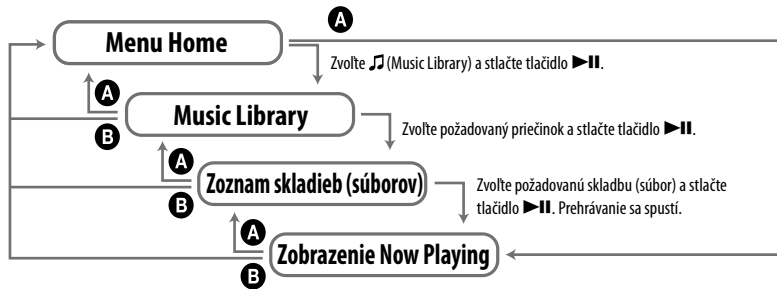 A
Menu Home
Zvoľte ♫ (Music Library) a stlačte tlačidlo ►II.
A
B
Music Library
Zvoľte požadovaný priečinok a stlačte tlačidlo ►II.
A
B
Zoznam skladieb (súborov)
Zvoľte požadovanú skladbu (súbor) a stlačte
tlačidlo ►II. Prehrávanie sa spustí.
A
B
Zobrazenie Now Playing